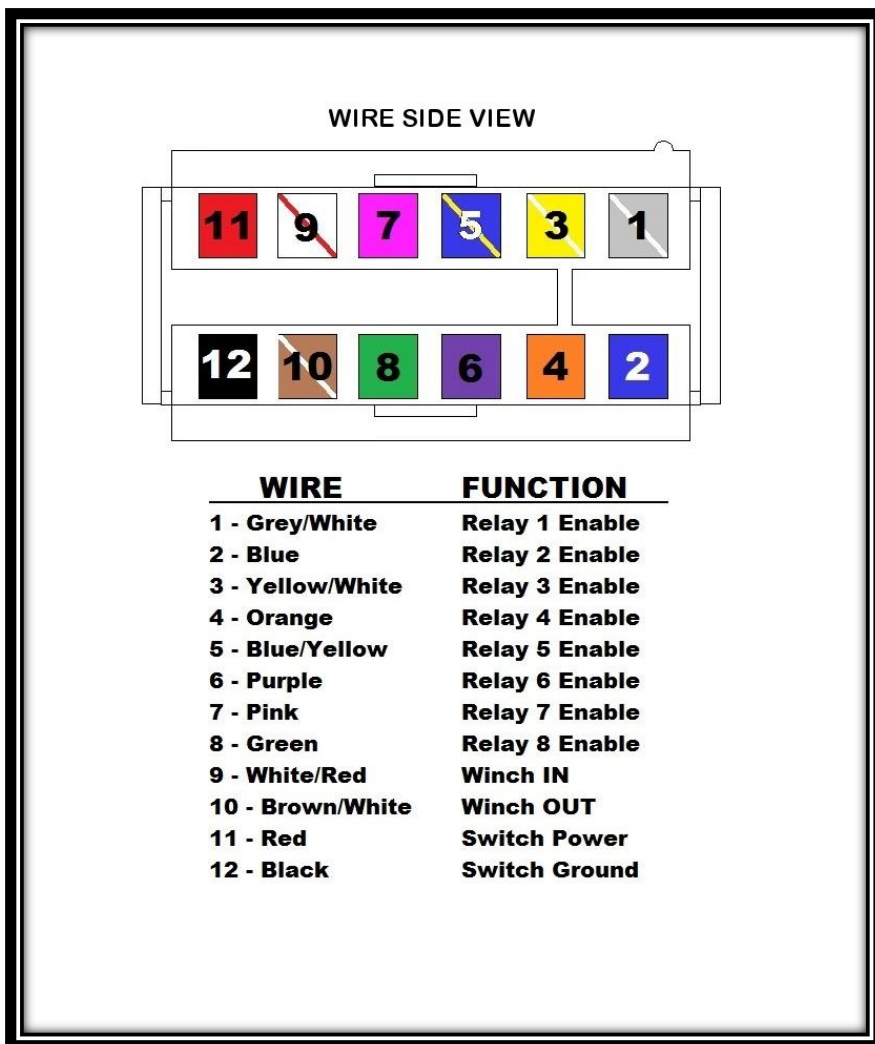 WIRE SIDE VIEW
11 9 7 5 3 1
12 10 8 6 4 2
WIRE FUNCTION
1 - Grey/White Relay 1 Enable
2 - Blue Relay 2 Enable
3 - Yellow/White Relay 3 Enable
4 - Orange Relay 4 Enable
5 - Blue/Yellow Relay 5 Enable
6 - Purple Relay 6 Enable
7 - Pink Relay 7 Enable
8 - Green Relay 8 Enable
9 - White/Red Winch IN
10 - Brown/White Winch OUT
11 - Red Switch Power
12 - Black Switch Ground